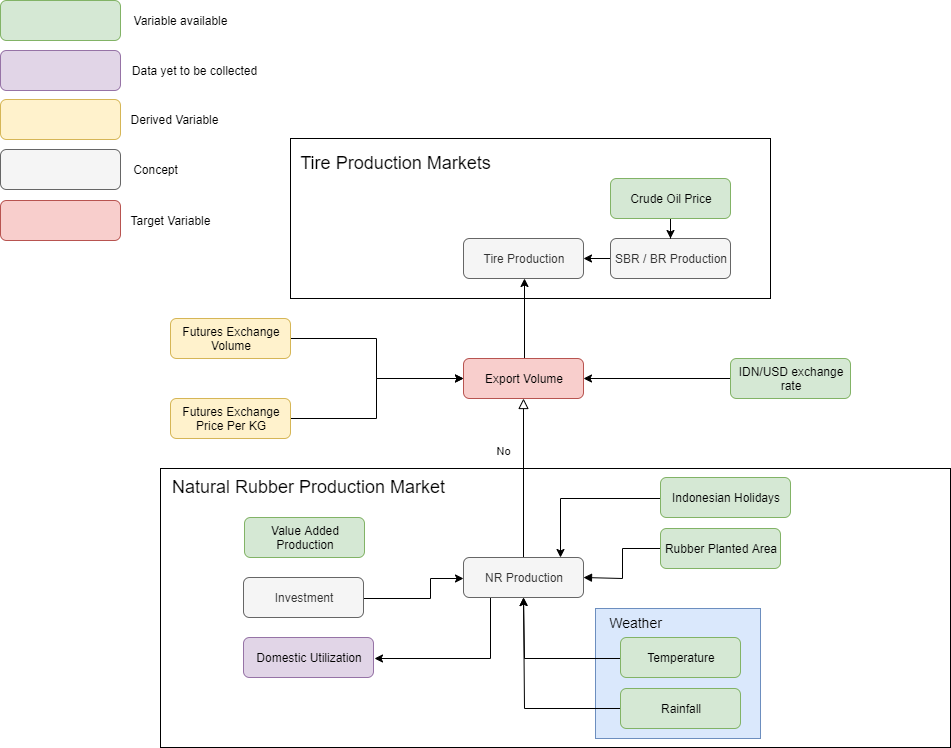 Variable available
Data yet to be collected
Derived Variable
Concept
Target Variable
Tire Production Markets
Crude Oil Price
Tire Production
SBR / BR Production
Futures Exchange
Volume
Export Volume
IDN/USD exchange
rate
Futures Exchange
Price Per KG
No
Natural Rubber Production Market
Indonesian Holidays
Value Added
Production
Rubber Planted Area
NR Production
Investment
Weather
Domestic Utilization
Temperature
Rainfall